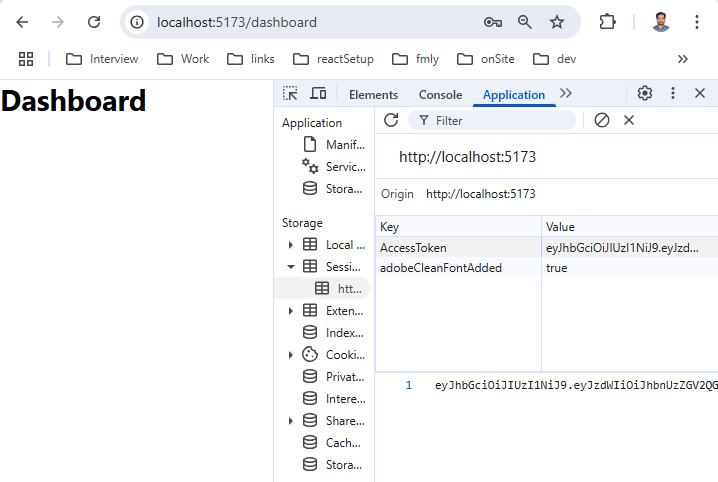 localhost:5173/dashboard
Interview Work links reactSetup fmly onSite dev
Dashboard
Elements Console Application
Application
Manif...
Servic...
Stora...
Storage
Local ...
Sessi...
htt...
Exten...
Index...
Cooki...
Privat...
Intere...
Share...
Cach...
Stora...
Filter
http://localhost:5173
Origin http://localhost:5173
Key Value
AccessToken eyJhbGciOiJIUzI1NiJ9.eyJzd...
adobeCleanFontAdded true
1 eyJhbGciOiJIUzI1NiJ9.eyJzdWIiOiJhbnUzZGV2QG